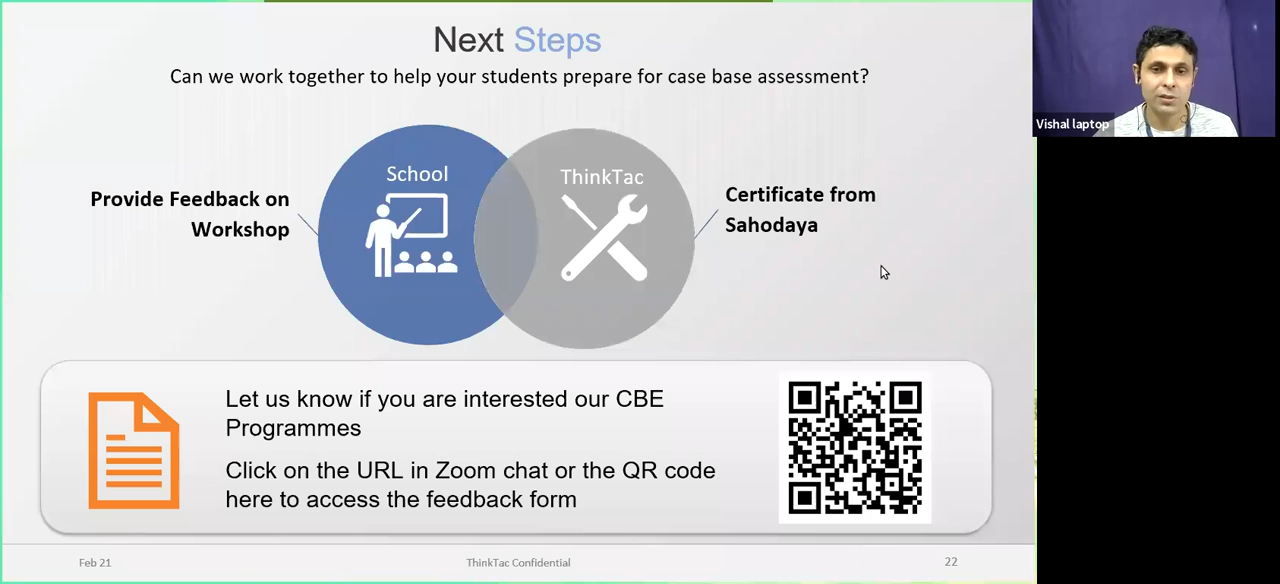 Next Steps
Can we work together to help your students prepare for case base assessment?
Vishal laptop
School
ThinkTac
Provide Feedback on
Workshop
Certificate from
Sahodaya
Let us know if you are interested our CBE
Programmes
Click on the URL in Zoom chat or the QR code
here to access the feedback form
Feb 21
ThinkTac Confidential
22